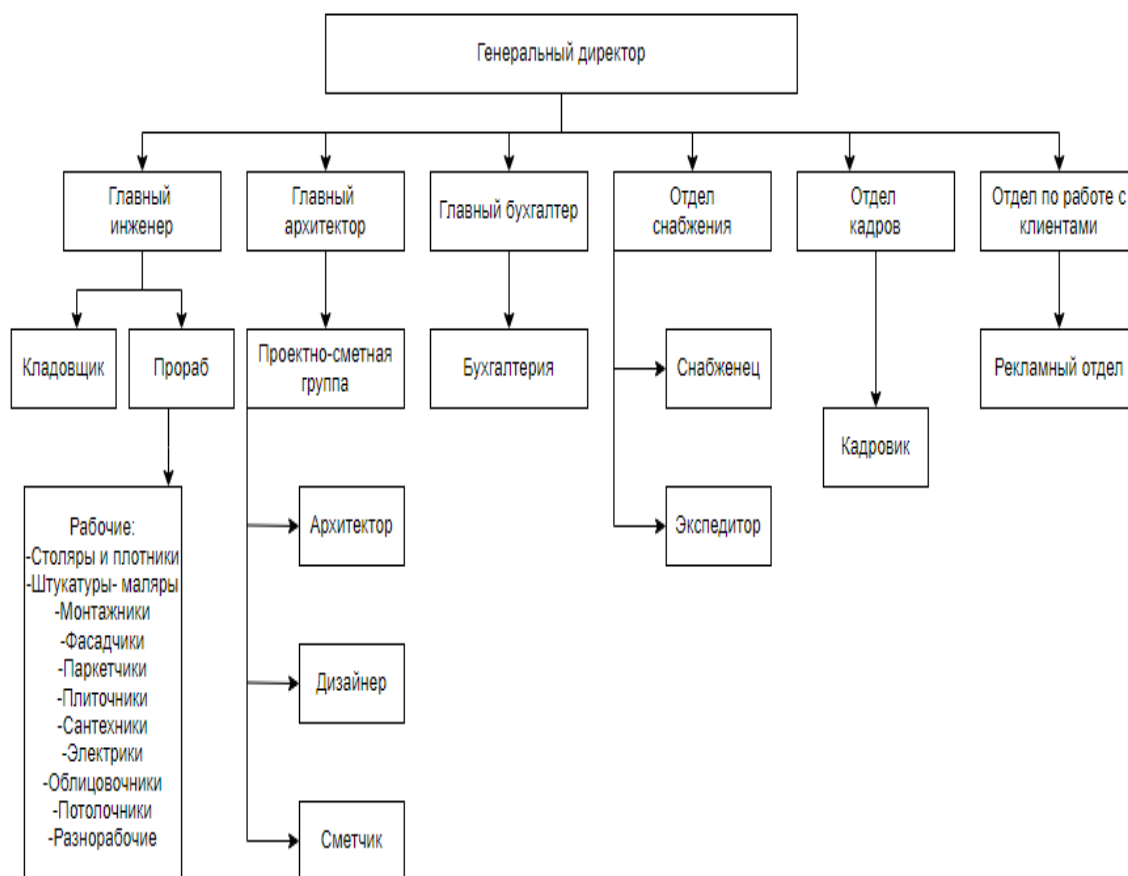 Генеральный директор
Главный
инженер
Главный
архитектор
Главный бухгалтер
Отдел
снабжения
Отдел
кадров
Отдел по работе с
клиентами
Кладовщик
Прораб
Проектно-сметная
группа
Бухгалтерия
Снабженец
Рекламный отдел
Кадровик
Рабочие:
-Столяры и плотники
-Штукатуры- маляры
-Монтажники
-Фасадчики
-Паркетчики
-Плиточники
-Сантехники
-Электрики
-Облицовочники
-Потолочники
-Разнорабочие
Архитектор
Экспедитор
Дизайнер
Сметчик